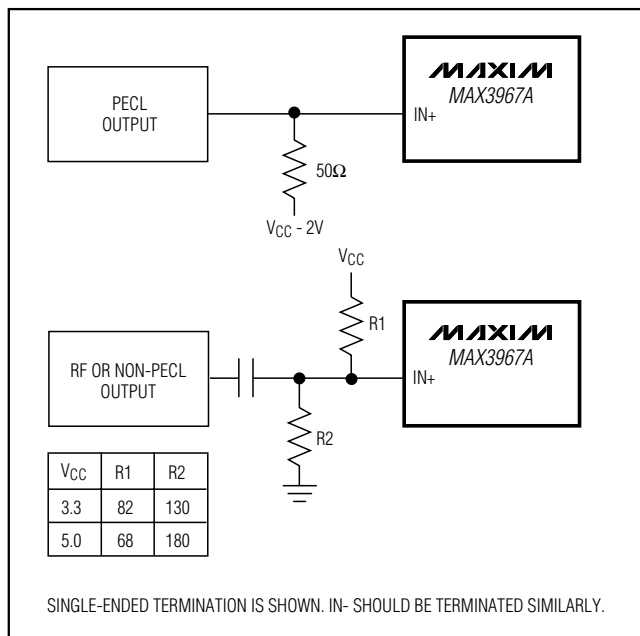 PECL
OUTPUT
MAXIM
MAX3967A
IN+
50Ω
VCC - 2V
VCC
R1
RF OR NON-PECL
OUTPUT
MAXIM
MAX3967A
IN+
R2
VCC R1 R2
3.3 82 130
5.0 68 180
SINGLE-ENDED TERMINATION IS SHOWN. IN- SHOULD BE TERMINATED SIMILARLY.